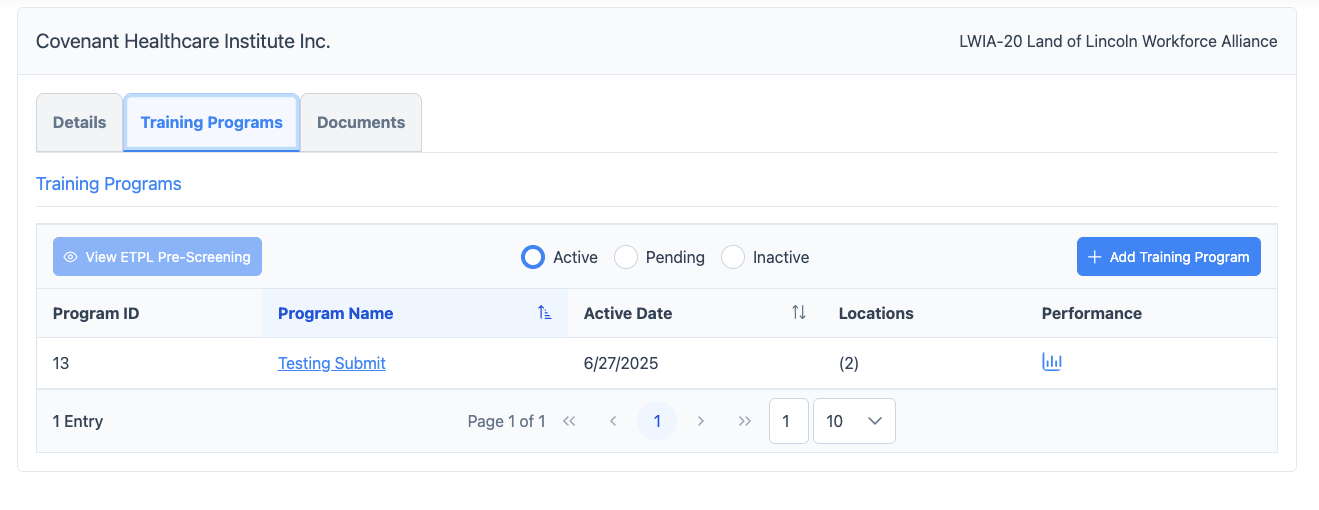 Covenant Healthcare Institute Inc. LWIA-20 Land of Lincoln Workforce Alliance
Details Training Programs Documents
Training Programs
View ETPL Pre-Screening Active Pending Inactive Add Training Program
Program ID Program Name Active Date Locations Performance
13 Testing Submit 6/27/2025 (2)
1 Entry Page 1 of 1 1 1 10